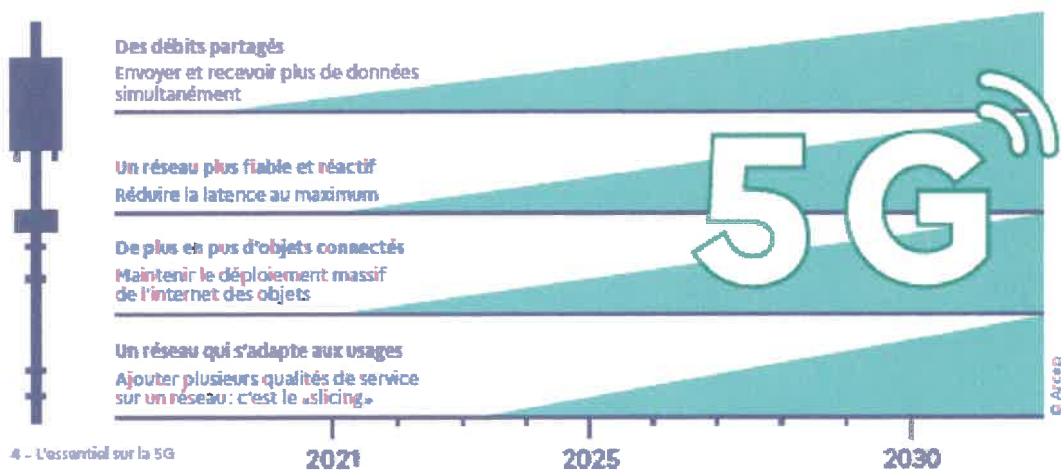 Des débits partagés
Envoyer et recevoir plus de données
simultanément
Un réseau plus fiable et réactif
Réduire la latence au maximum
De plus en pus d'objets connectés
Maintenir le déploiement massif
de l'internet des objets
Un réseau qui s'adapte aux usages
Ajouter plusieurs qualités de service
sur un réseau : c'est le «slicing»
5G
© Arcep
2021
2025
2030
4 – L'essentiel sur la 5G